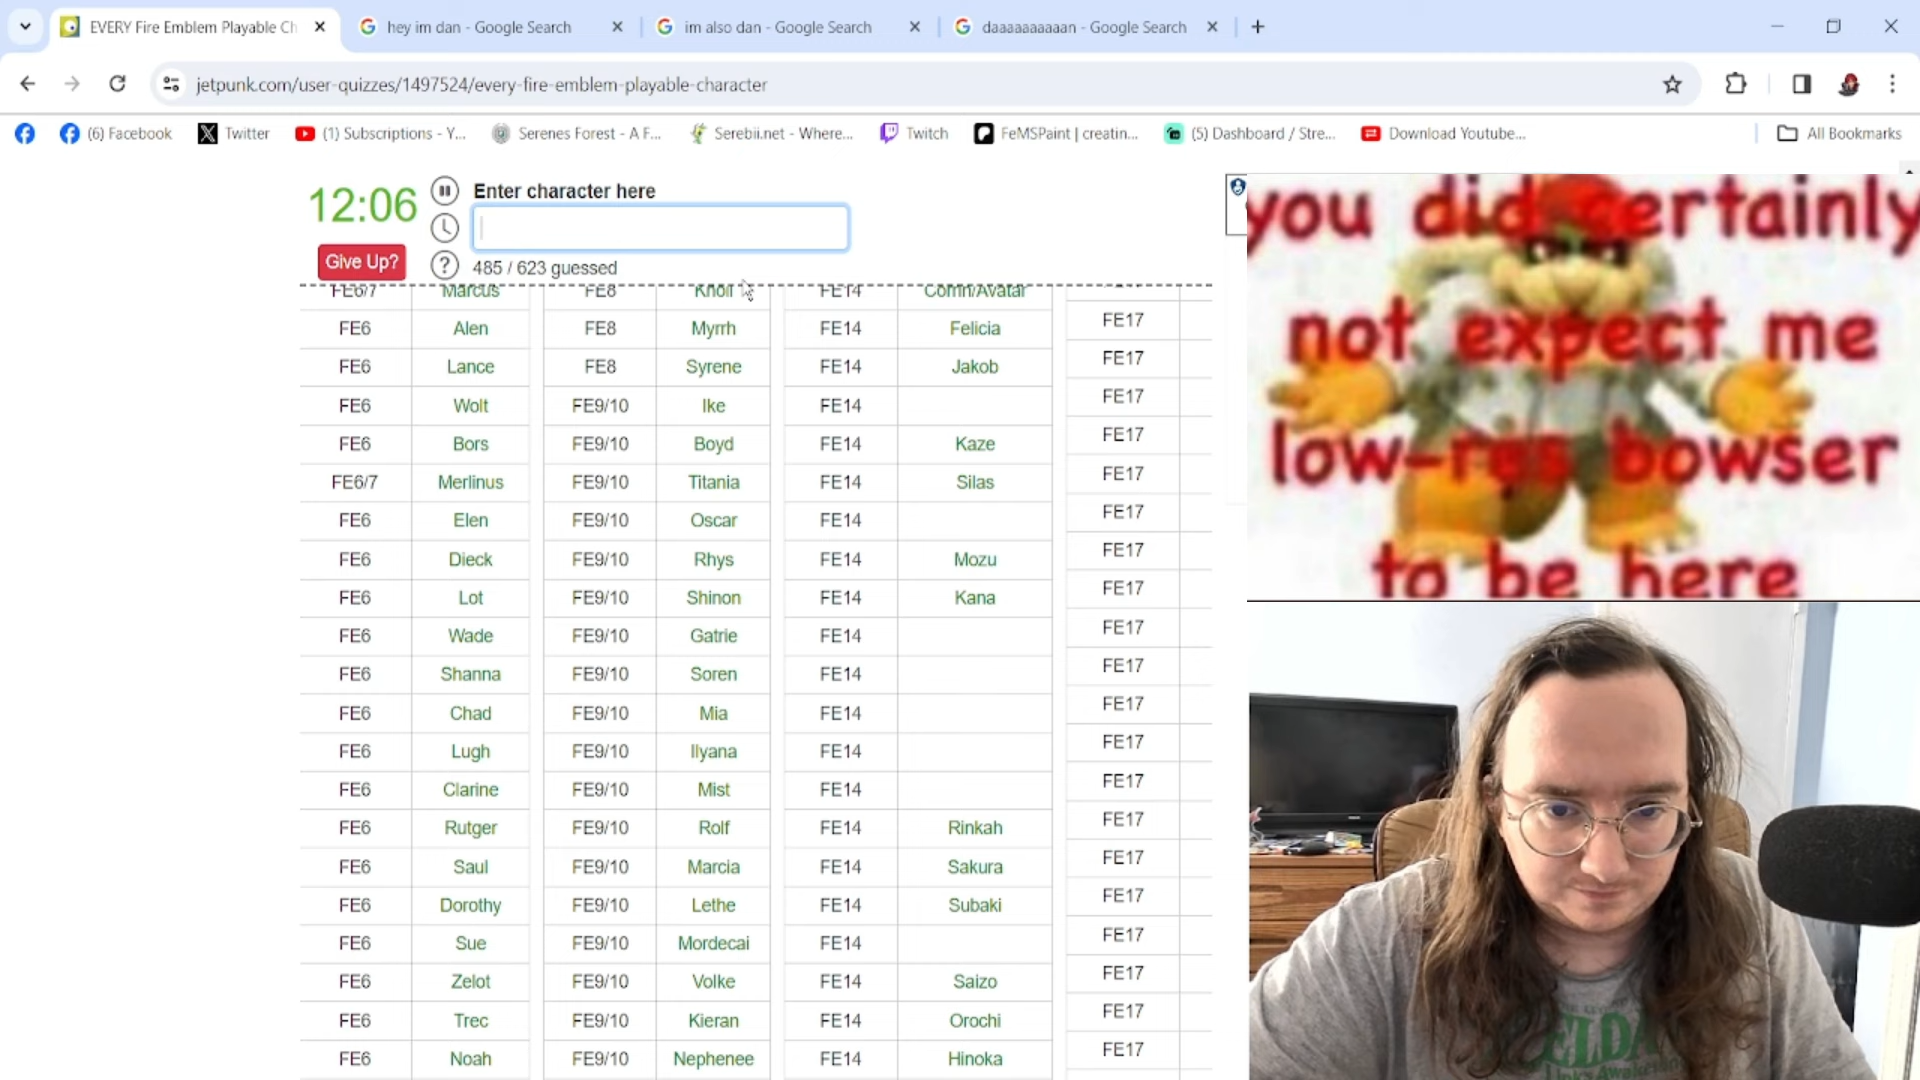 EVERY Fire Emblem Playable Ch
hey im dan - Google Search
im also dan - Google Search
daaaaaaaaaan - Google Search
jetpunk.com/user-quizzes/1497524/every-fire-emblem-playable-character
(6) Facebook
Twitter
(1) Subscriptions - Y...
Serenes Forest - A F...
Serebii.net - Where...
Twitch
FeMSPaint | creatin...
(5) Dashboard / Stre...
Download Youtube...
All Bookmarks
12:06
Enter character here
Give Up?
485 / 623 guessed
FE6/7 Marcus FE8 Knoll FE14 Corrin/Avatar
FE6 Alen FE8 Myrrh FE14 Felicia FE17
FE6 Lance FE8 Syrene FE14 Jakob FE17
FE6 Wolt FE9/10 Ike FE14 FE17
FE6 Bors FE9/10 Boyd FE14 Kaze FE17
FE6/7 Merlinus FE9/10 Titania FE14 Silas FE17
FE6 Elen FE9/10 Oscar FE14 FE17
FE6 Dieck FE9/10 Rhys FE14 Mozu FE17
FE6 Lot FE9/10 Shinon FE14 Kana FE17
FE6 Wade FE9/10 Gatrie FE14 FE17
FE6 Shanna FE9/10 Soren FE14 FE17
FE6 Chad FE9/10 Mia FE14 FE17
FE6 Lugh FE9/10 Ilyana FE14 FE17
FE6 Clarine FE9/10 Mist FE14 FE17
FE6 Rutger FE9/10 Rolf FE14 Rinkah FE17
FE6 Saul FE9/10 Marcia FE14 Sakura FE17
FE6 Dorothy FE9/10 Lethe FE14 Subaki FE17
FE6 Sue FE9/10 Mordecai FE14 FE17
FE6 Zelot FE9/10 Volke FE14 Saizo FE17
FE6 Trec FE9/10 Kieran FE14 Orochi FE17
FE6 Noah FE9/10 Nephenee FE14 Hinoka FE17
you did certainly
not expect me
low-res bowser
to be here
ELDA